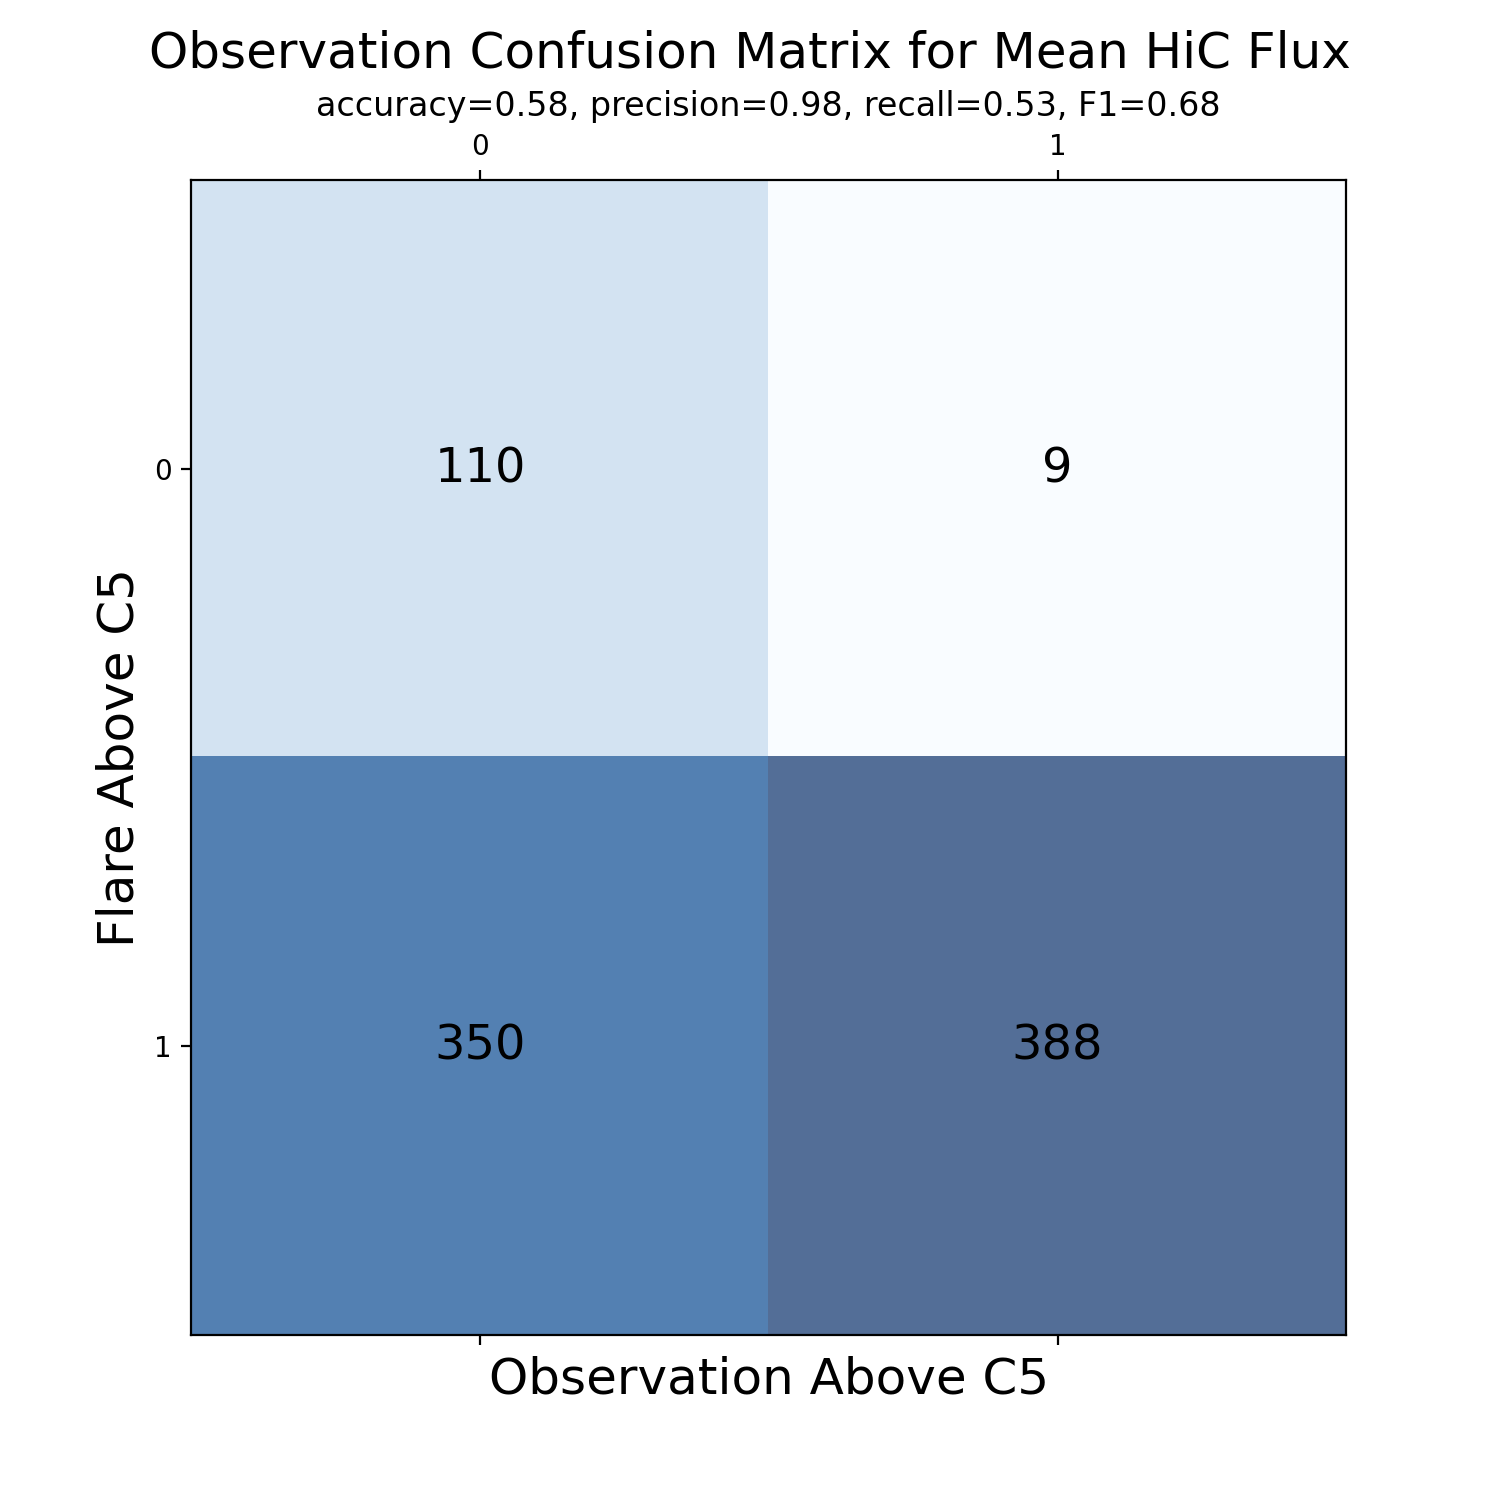 Observation Confusion Matrix for Mean HiC Flux
accuracy=0.58, precision=0.98, recall=0.53, F1=0.68
0 1
0 110 9
Flare Above C5
1 350 388
Observation Above C5